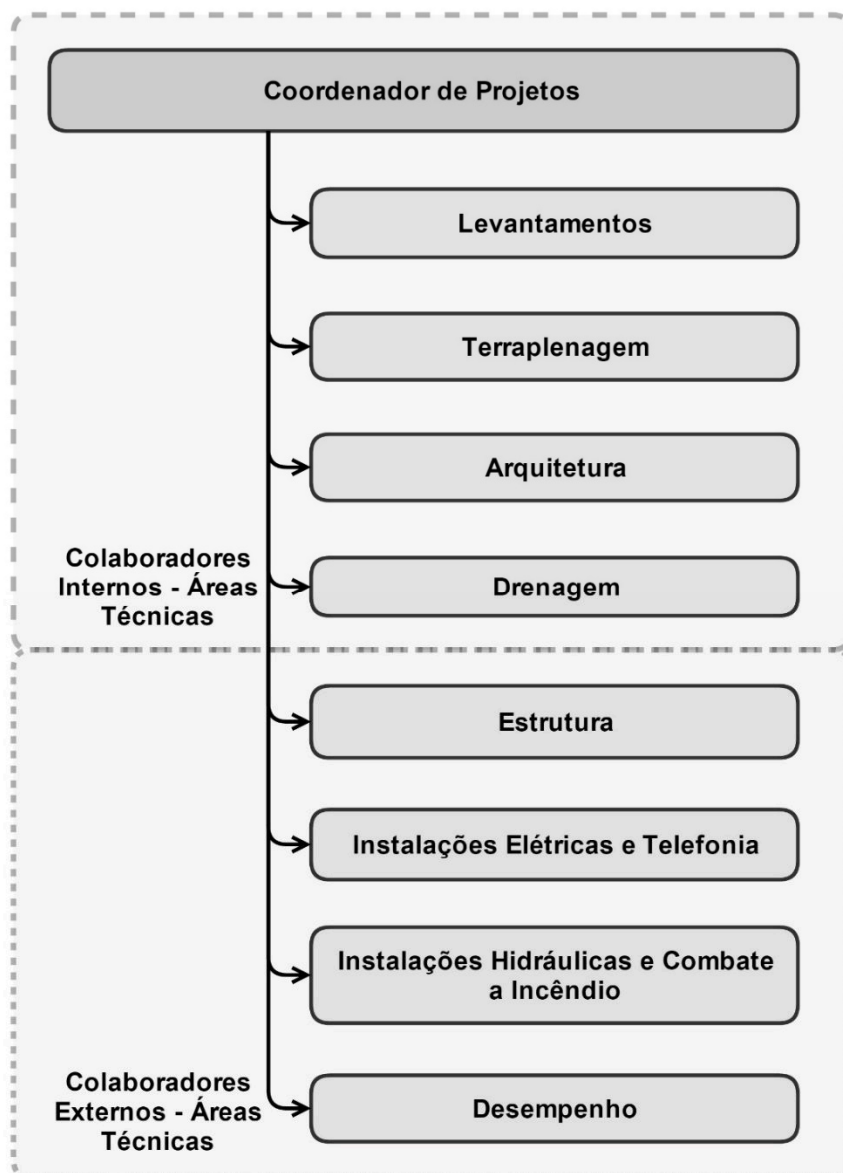 Coordenador de Projetos
Levantamentos
Terraplenagem
Arquitetura
Colaboradores
Internos - Áreas
Técnicas
Drenagem
Estrutura
Instalações Elétricas e Telefonia
Instalações Hidráulicas e Combate
a Incêndio
Colaboradores
Externos - Áreas
Técnicas
Desempenho